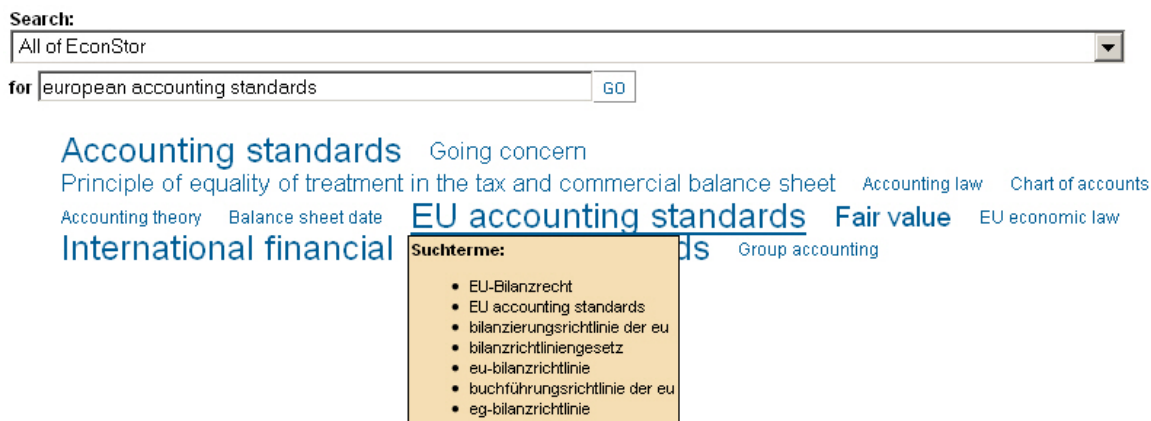 Search:
All of EconStor
for european accounting standards GO
Accounting standards Going concern
Principle of equality of treatment in the tax and commercial balance sheet Accounting law Chart of accounts
Accounting theory Balance sheet date EU accounting standards Fair value EU economic law
International financial ds Group accounting
Suchterme:
• EU-Bilanzrecht
• EU accounting standards
• bilanzierungsrichtlinie der eu
• bilanzrichtliniengesetz
• eu-bilanzrichtlinie
• buchführungsrichtlinie der eu
• eg-bilanzrichtlinie